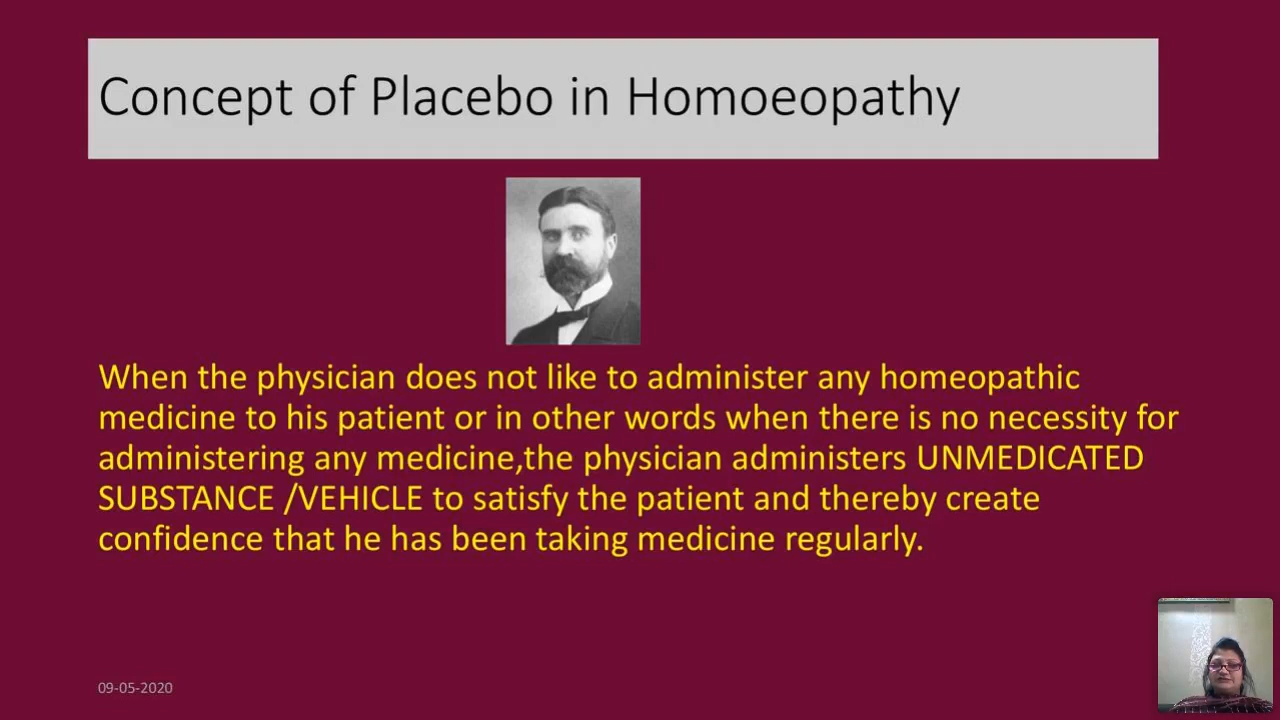 Concept of Placebo in Homoeopathy
When the physician does not like to administer any homeopathic
medicine to his patient or in other words when there is no necessity for
administering any medicine,the physician administers UNMEDICATED
SUBSTANCE /VEHICLE to satisfy the patient and thereby create
confidence that he has been taking medicine regularly.
09-05-2020